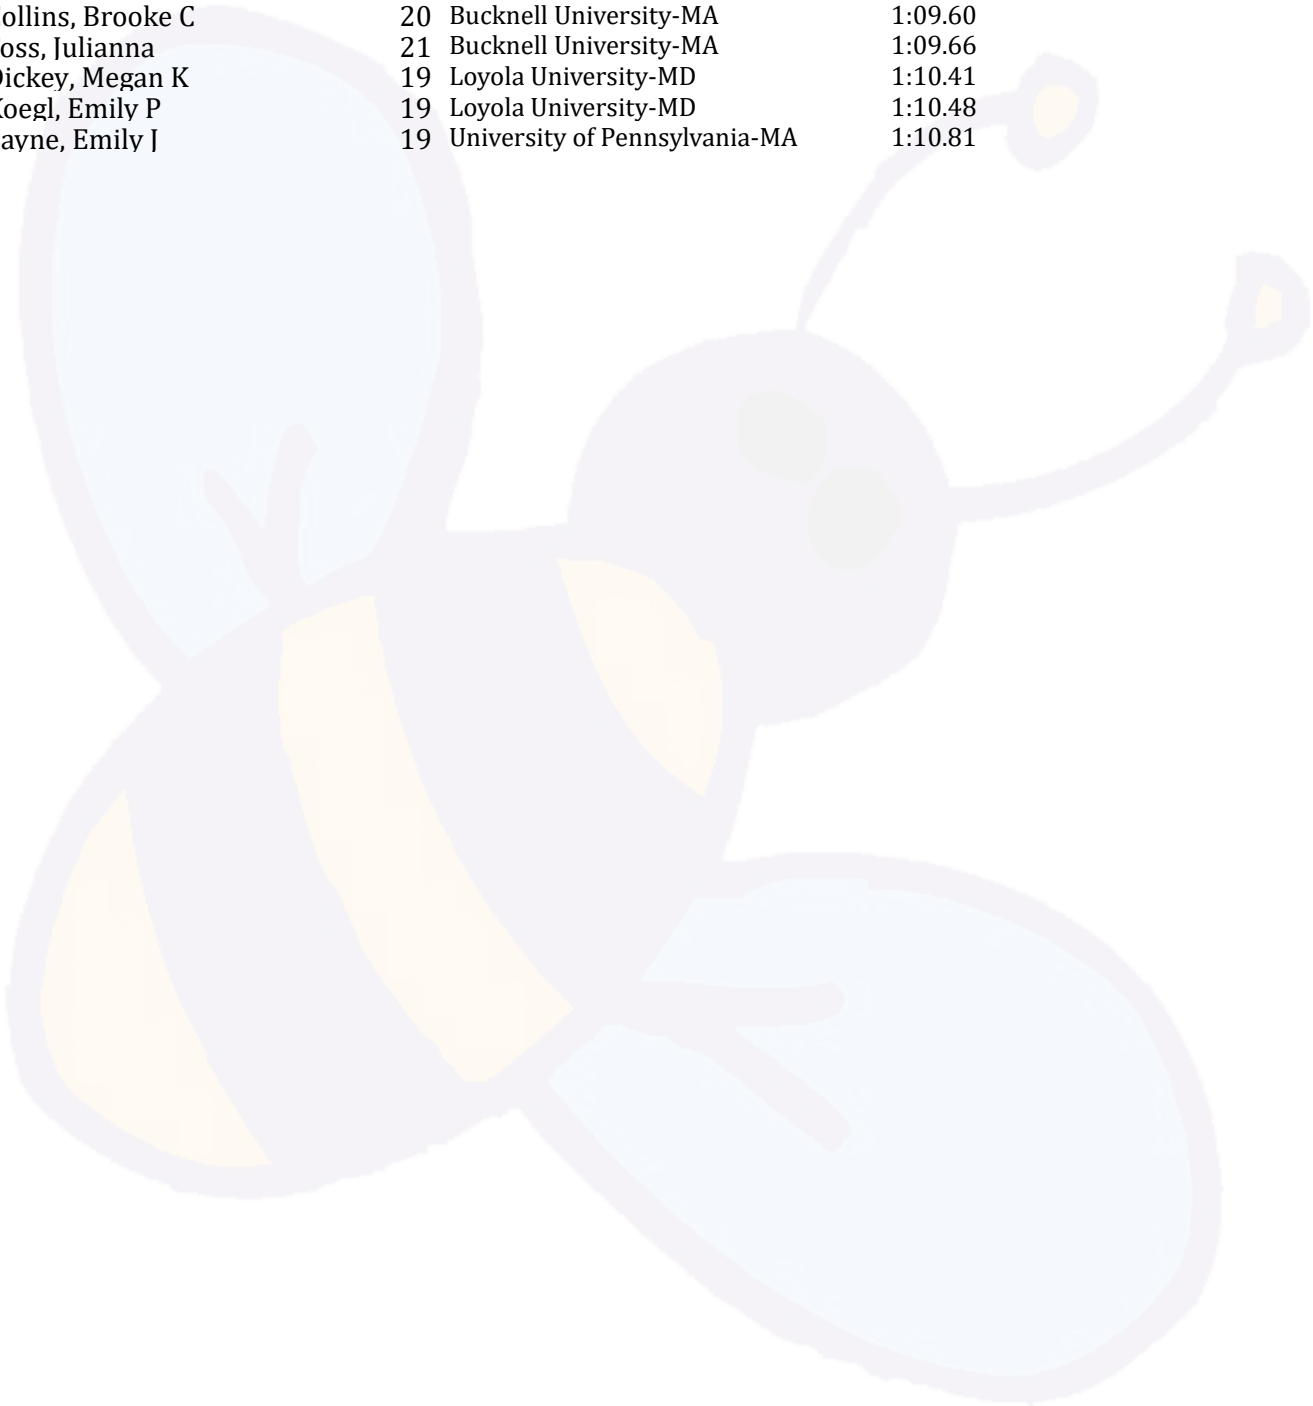 ollins, Brooke C 20 Bucknell University-MA 1:09.60
oss, Julianna 21 Bucknell University-MA 1:09.66
ickey, Megan K 19 Loyola University-MD 1:10.41
oegl, Emily P 19 Loyola University-MD 1:10.48
ayne, Emily J 19 University of Pennsylvania-MA 1:10.81